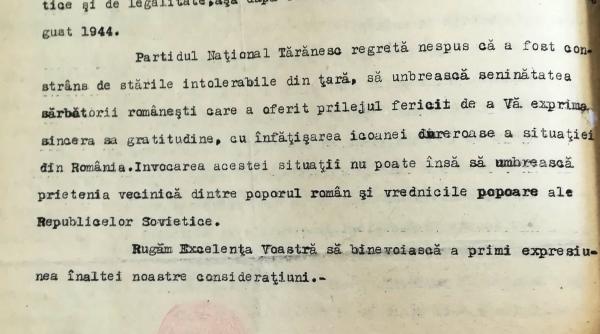 tice şi de legalitate,aşa după
gust 1944.
Partidul Naţional Tărănesc regretă nespus că a fost con-
strâns de stările intolerabile din ţară, să unbrească seninătatea
sărbătorii româneşti care a oferit prilejul fericit de a Vă exprima
sincera sa gratitudine, cu înfăţişarea icoanei dureroase a situaţiei
din România.Invocarea acestei situaţii nu poate însă să umbrească
prietenia vecinică dintre poporul român şi vrednicile popoare ale
Republicelor Sovietice.
Rugăm Excelenţa Voastră să binevoiască a primi expresiu-
nea înaltei noastre consideraţiuni.-